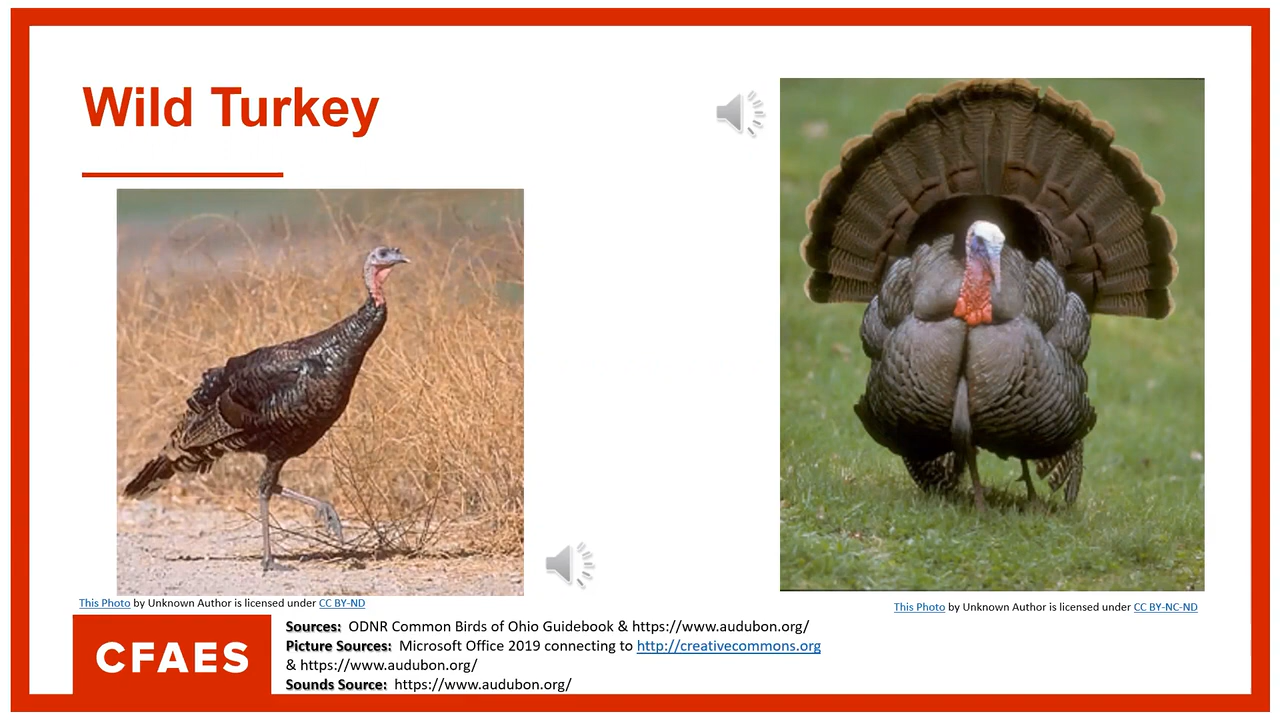 Wild Turkey
This Photo by Unknown Author is licensed under CC BY-ND
This Photo by Unknown Author is licensed under CC BY-NC-ND
CFAES
Sources: ODNR Common Birds of Ohio Guidebook & https://www.audubon.org/
Picture Sources: Microsoft Office 2019 connecting to http://creativecommons.org
& https://www.audubon.org/
Sounds Source: https://www.audubon.org/